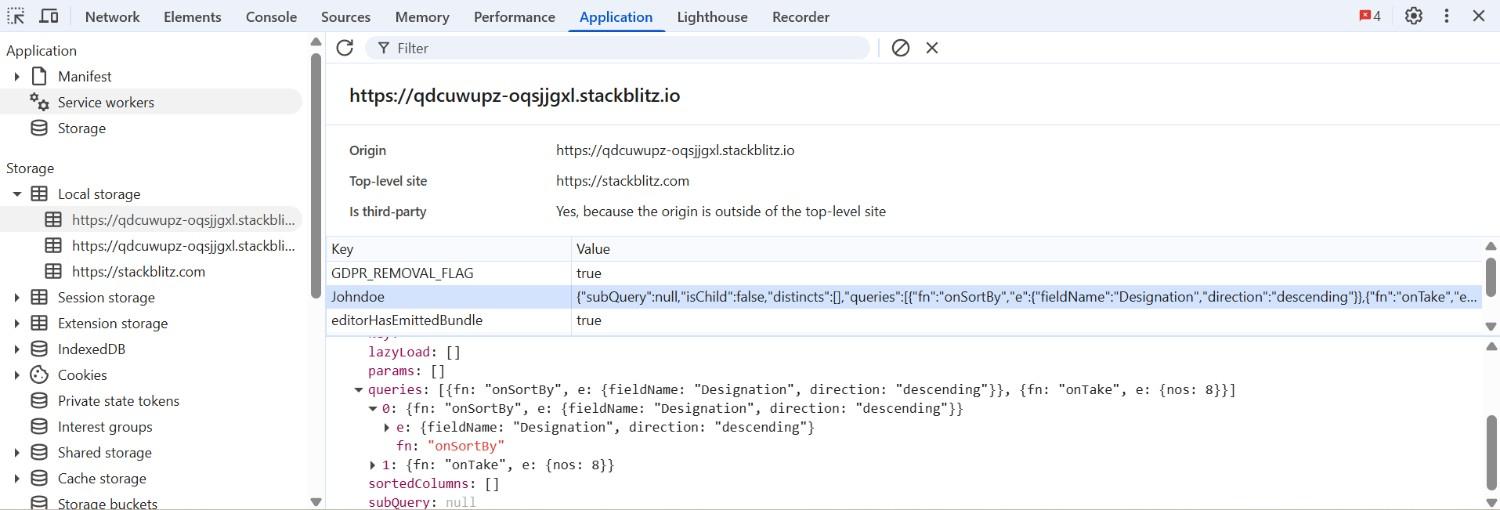 Network Elements Console Sources Memory Performance Application Lighthouse Recorder 4
Application
Manifest
Service workers
Storage
Storage
Local storage
https://qdcuwupz-oqsjjgxl.stackbli...
https://qdcuwupz-oqsjjgxl.stackbli...
https://stackblitz.com
Session storage
Extension storage
IndexedDB
Cookies
Private state tokens
Interest groups
Shared storage
Cache storage
Storage buckets
Filter
https://qdcuwupz-oqsjjgxl.stackblitz.io
Origin https://qdcuwupz-oqsjjgxl.stackblitz.io
Top-level site https://stackblitz.com
Is third-party Yes, because the origin is outside of the top-level site
Key Value
GDPR_REMOVAL_FLAG true
Johndoe {"subQuery":null,"isChild":false,"distincts":[],"queries":[{"fn":"onSortBy","e":{"fieldName":"Designation","direction":"descending"}},{"fn":"onTake","e...
editorHasEmittedBundle true
lazyLoad: []
params: []
queries: [{fn: "onSortBy", e: {fieldName: "Designation", direction: "descending"}}, {fn: "onTake", e: {nos: 8}}]
0: {fn: "onSortBy", e: {fieldName: "Designation", direction: "descending"}}
e: {fieldName: "Designation", direction: "descending"}
fn: "onSortBy"
1: {fn: "onTake", e: {nos: 8}}
sortedColumns: []
subQuery: null